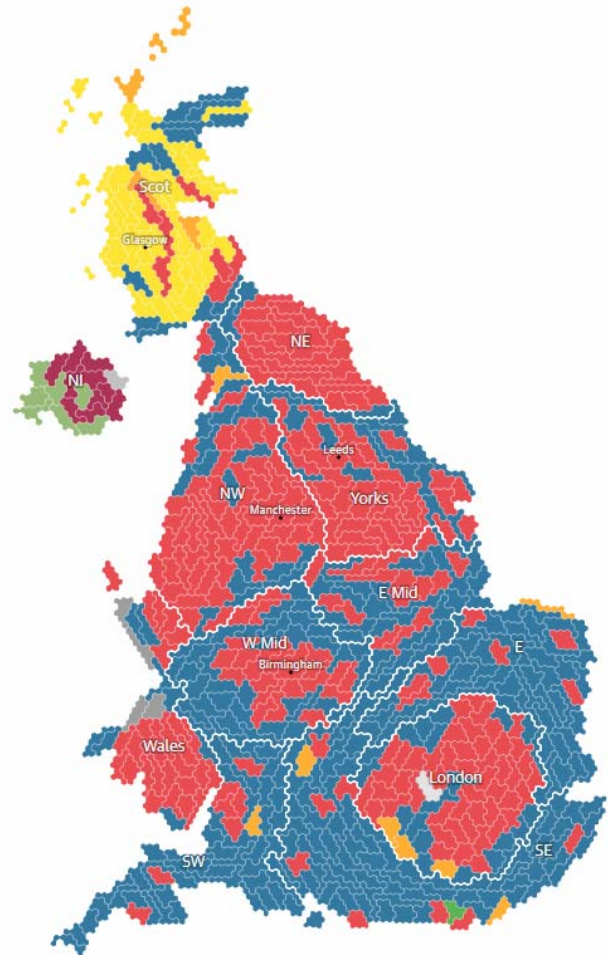 Scot
Glasgow
NE
NI
Leeds
NW
Yorks
Manchester
E Mid
W Mid
E
Birmingham
Wales
London
SW
SE